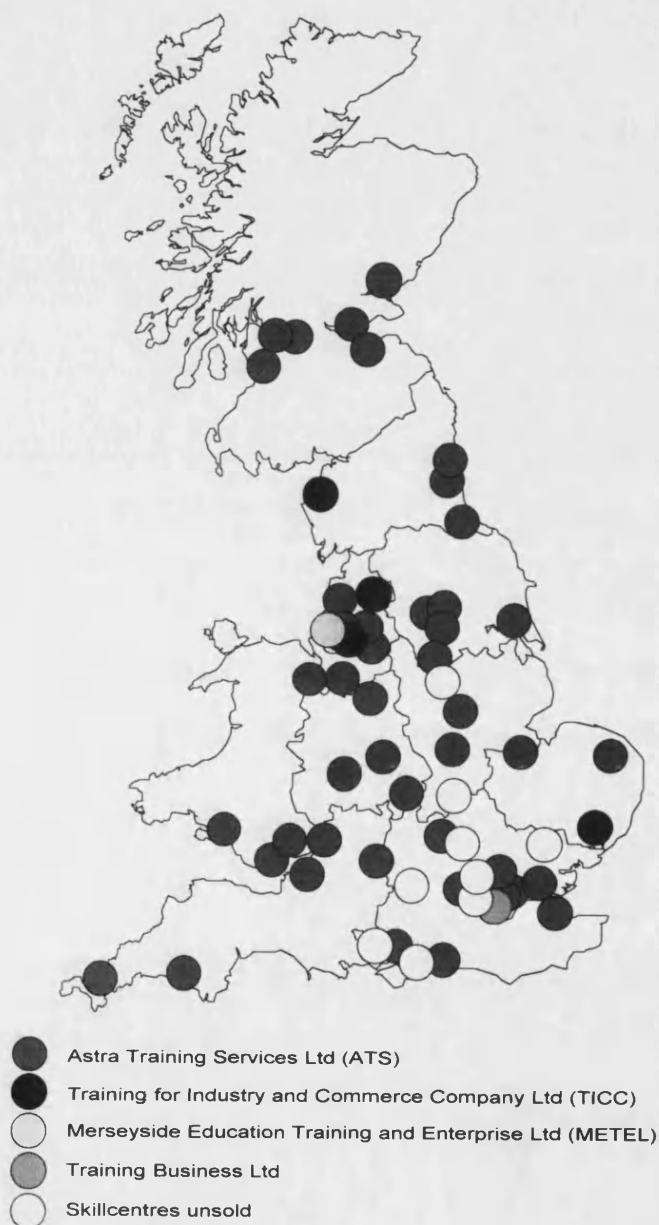 Astra Training Services Ltd (ATS)
Training for Industry and Commerce Company Ltd (TICC)
Merseyside Education Training and Enterprise Ltd (METEL)
Training Business Ltd
Skillcentres unsold